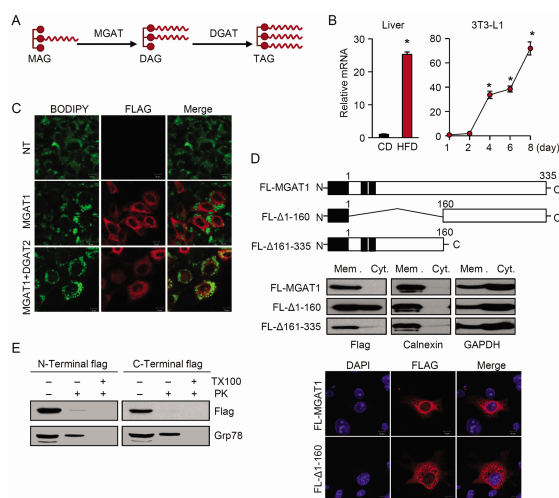 A
MGAT
DGAT
MAG
DAG
TAG
B
Liver
3T3-L1
Relative mRNA
30
20
10
0
CD
HFD
*
100
80
60
40
20
0
* * *
1 2 4 6 8 (day)
C
BODIPY FLAG Merge
NT
MGAT1
MGAT1+DGAT2
D
1 335
FL-MGAT1 N C
1 160
FL-Δ1-160 N C
1 160
FL-Δ161-335 N C
Mem . Cyt. Mem . Cyt. Mem . Cyt.
FL-MGAT1
FL-Δ1-160
FL-Δ161-335
Flag Calnexin GAPDH
DAPI FLAG Merge
FL-MGAT1
FL-Δ1-160
E
N-Terminal flag C-Terminal flag
– – + – – + TX100
– + + – + + PK
Flag
Grp78